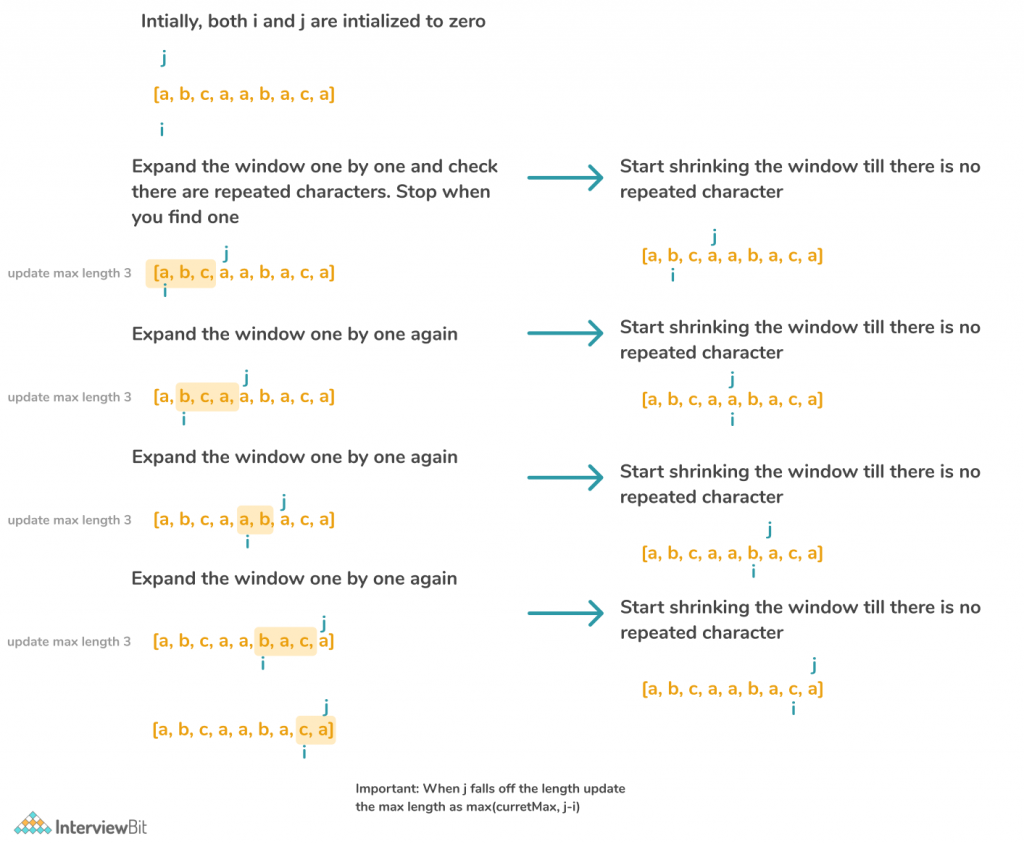 Intially, both i and j are intialized to zero
j
[a, b, c, a, a, b, a, c, a]
i
Expand the window one by one and check
there are repeated characters. Stop when
you find one
j
update max length 3 [a, b, c, a, a, b, a, c, a]
i
Start shrinking the window till there is no
repeated character
j
[a, b, c, a, a, b, a, c, a]
i
Expand the window one by one again
j
update max length 3 [a, b, c, a, a, b, a, c, a]
i
Start shrinking the window till there is no
repeated character
j
[a, b, c, a, a, b, a, c, a]
i
Expand the window one by one again
j
update max length 3 [a, b, c, a, a, b, a, c, a]
i
Start shrinking the window till there is no
repeated character
j
[a, b, c, a, a, b, a, c, a]
i
Expand the window one by one again
j
update max length 3 [a, b, c, a, a, b, a, c, a]
i
Start shrinking the window till there is no
repeated character
j
[a, b, c, a, a, b, a, c, a]
i
j
[a, b, c, a, a, b, a, c, a]
i
Important: When j falls off the length update
the max length as max(curretMax, j-i)
InterviewBit